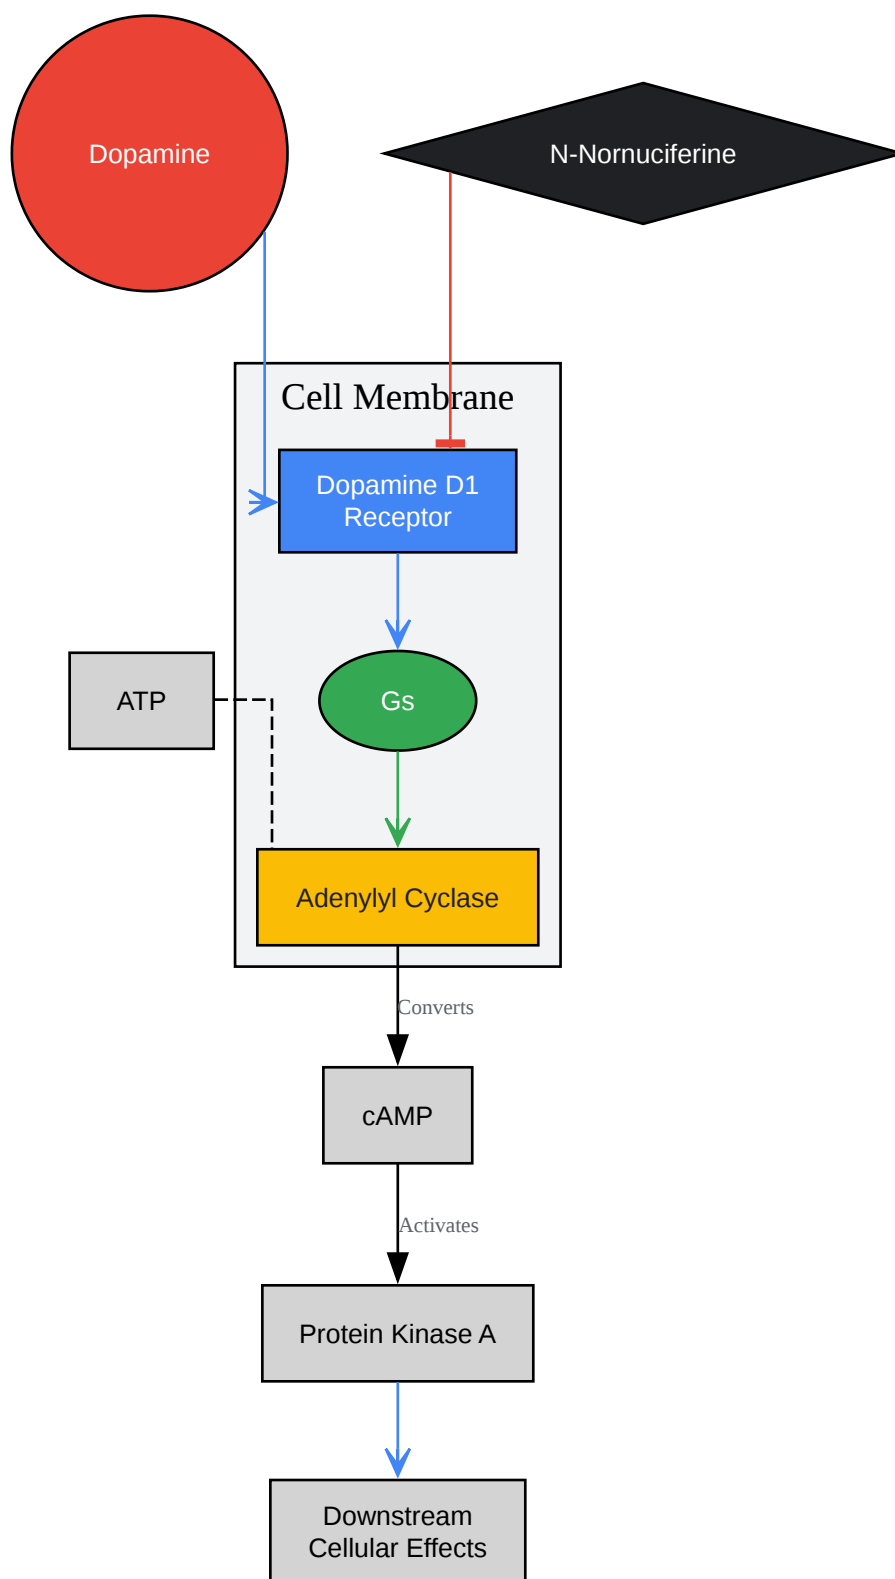 Dopamine
N-Nornuciferine
Cell Membrane
Dopamine D1
Receptor
ATP
Gs
Adenylyl Cyclase
Converts
cAMP
Activates
Protein Kinase A
Downstream
Cellular Effects